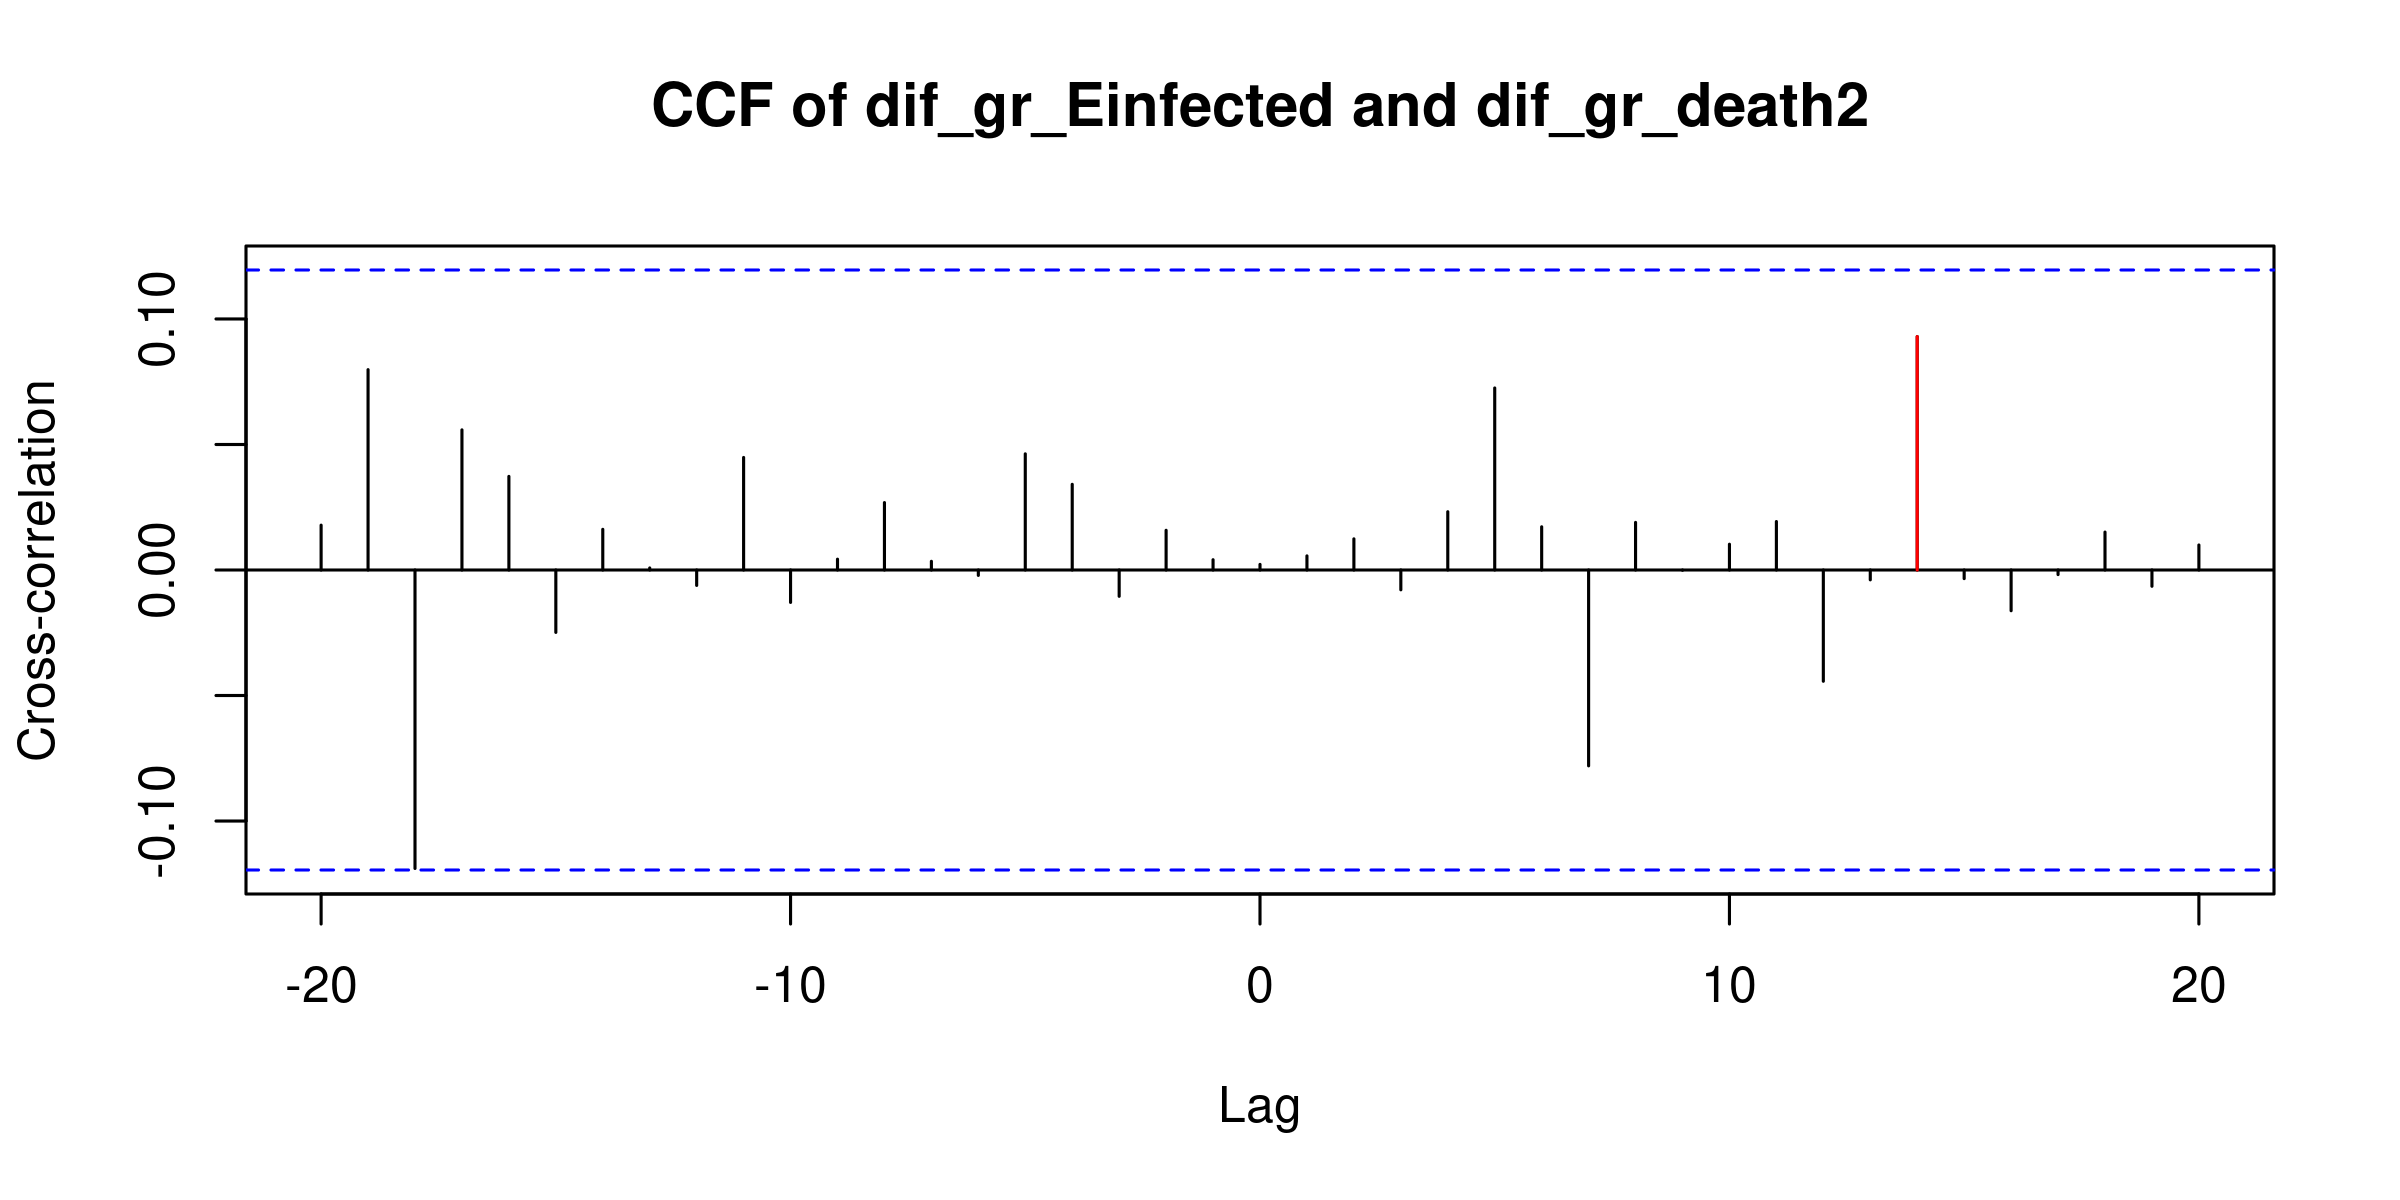 CCF of dif_gr_Einfected and dif_gr_death2
Cross-correlation
0.10
0.00
-0.10
-20 -10 0 10 20
Lag